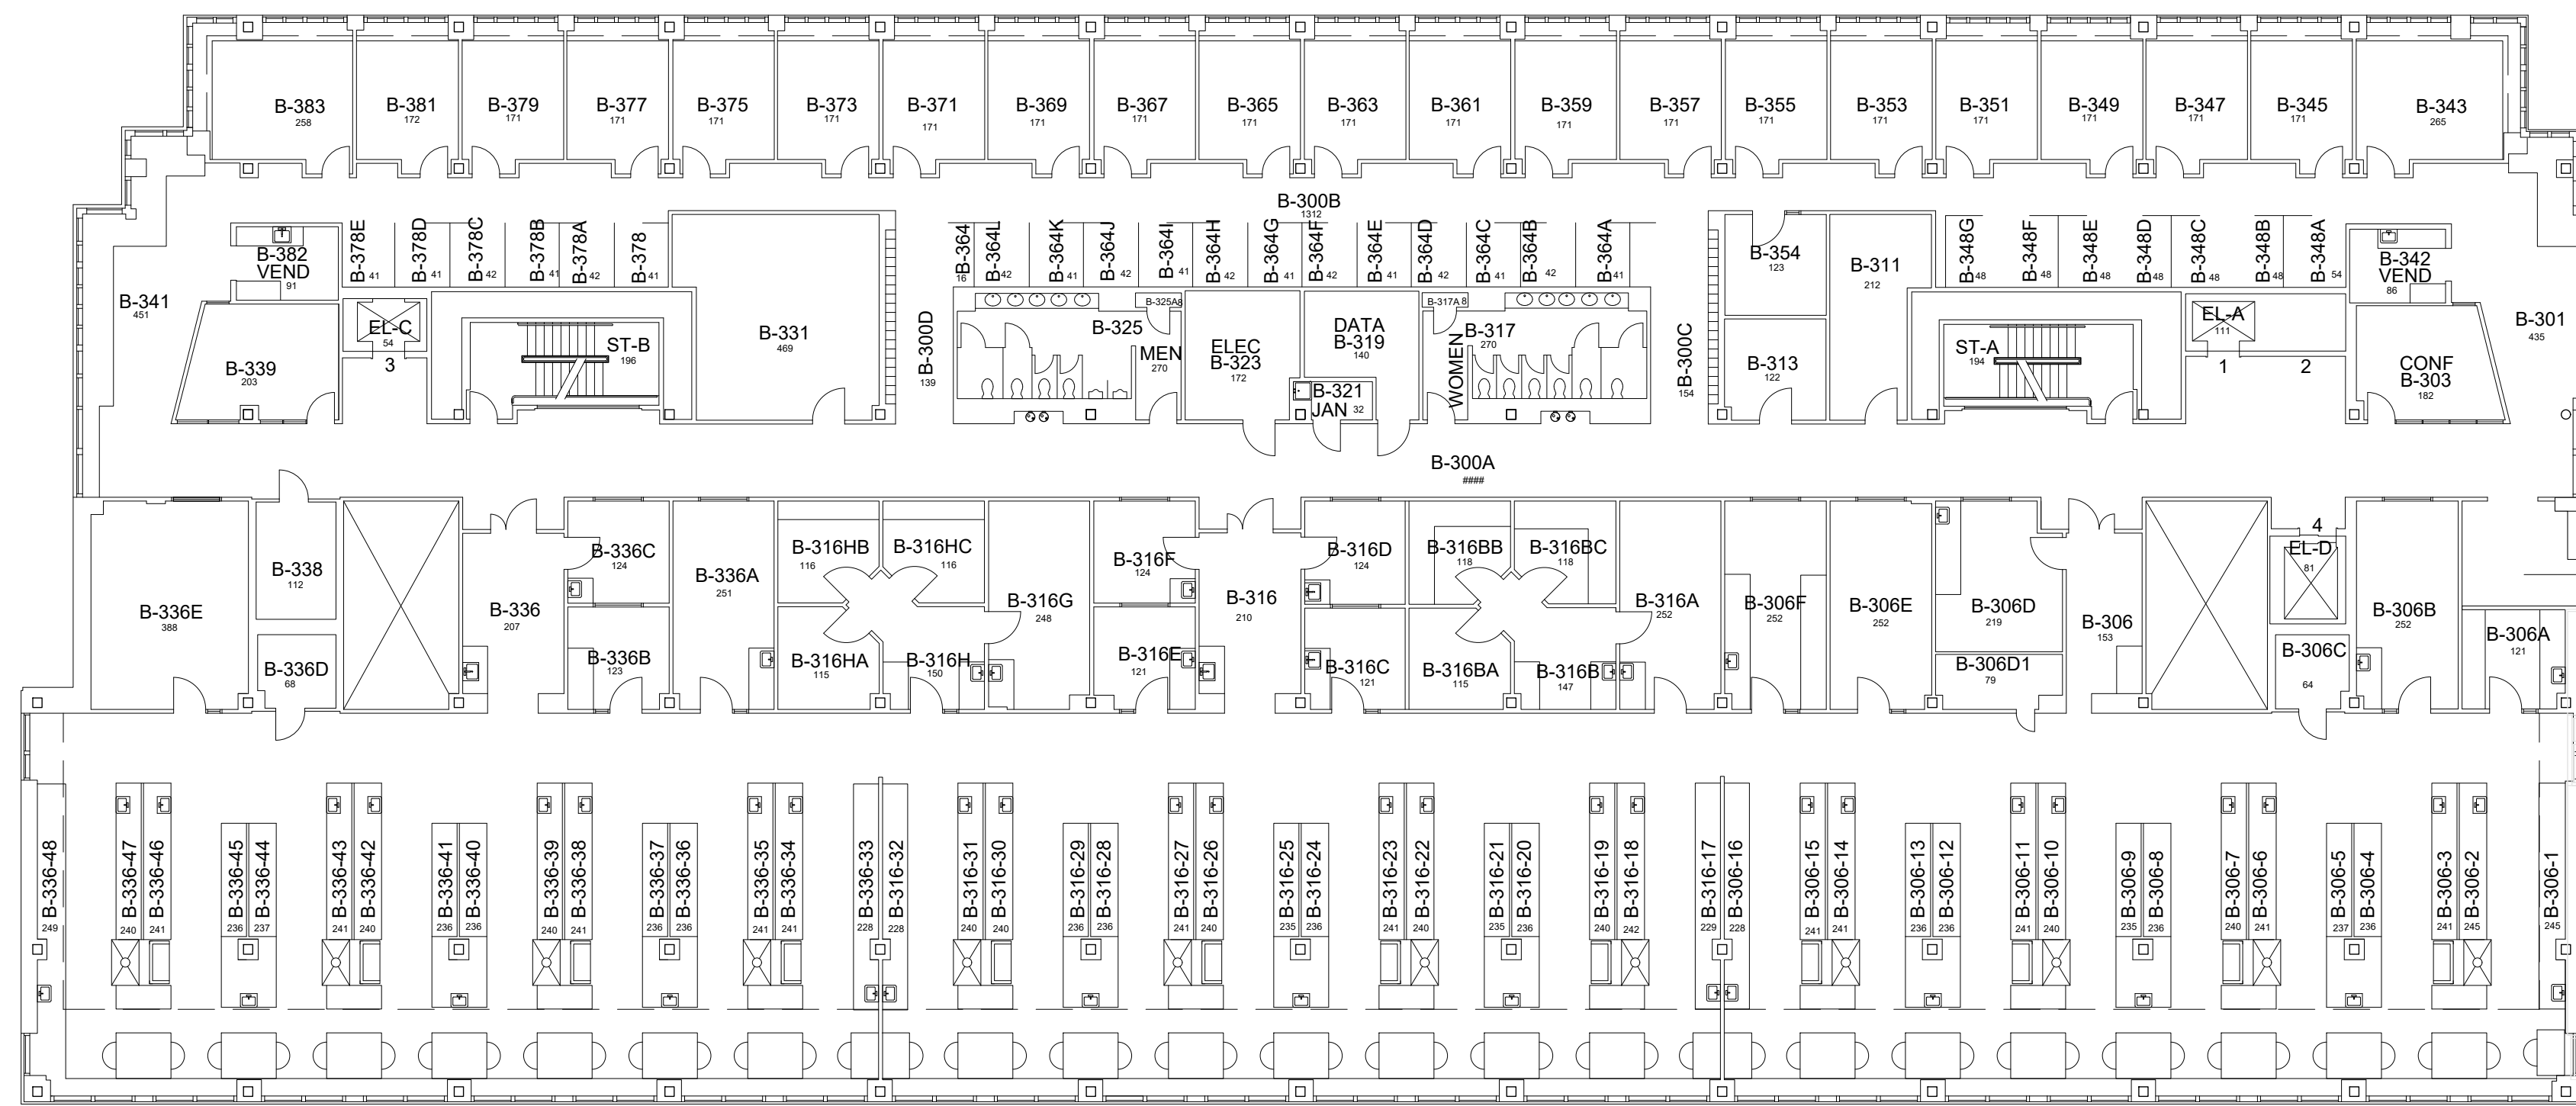 B-383
258
B-381
172
B-379
171
B-377
171
B-375
171
B-373
171
B-371
171
B-369
171
B-367
171
B-365
171
B-363
171
B-361
171
B-359
171
B-357
171
B-355
171
B-353
171
B-351
171
B-349
171
B-347
171
B-345
171
B-343
265
B-300B
1312
B-382
VEND
91
B-378E
41
B-378D
41
B-378C
42
B-378B
41
B-378A
42
B-378
41
B-364
16
B-364L
42
B-364K
41
B-364J
42
B-364I
41
B-364H
42
B-364G
41
B-364F
42
B-364E
41
B-364D
42
B-364C
41
B-364B
42
B-364A
41
B-354
123
B-311
212
B-348G
48
B-348F
48
B-348E
48
B-348D
48
B-348C
48
B-348B
48
B-348A
54
B-342
VEND
86
B-341
451
B-339
203
EL-C
54
3
ST-B
196
B-331
469
B-300D
139
B-325A 8
B-325
MEN
270
ELEC
B-323
172
DATA
B-319
140
B-321
JAN 32
B-317A 8
B-317
270
WOMEN
B-300C
154
B-313
122
ST-A
194
EL-A
111
1
2
CONF
B-303
182
B-301
435
B-300A
####
B-336E
388
B-338
112
B-336D
68
B-336
207
B-336C
124
B-336B
123
B-336A
251
B-316HB
116
B-316HC
116
B-316HA
115
B-316H
150
B-316G
248
B-316F
124
B-316E
121
B-316
210
B-316D
124
B-316C
121
B-316BB
118
B-316BC
118
B-316BA
115
B-316B
147
B-316A
252
B-306F
252
B-306E
252
B-306D
219
B-306D1
79
B-306
153
4
EL-D
81
B-306C
64
B-306B
252
B-306A
121
B-336-48
249
B-336-47
240
B-336-46
241
B-336-45
236
B-336-44
237
B-336-43
241
B-336-42
240
B-336-41
236
B-336-40
236
B-336-39
240
B-336-38
241
B-336-37
236
B-336-36
236
B-336-35
241
B-336-34
241
B-336-33
228
B-316-32
228
B-316-31
240
B-316-30
240
B-316-29
236
B-316-28
236
B-316-27
241
B-316-26
240
B-316-25
235
B-316-24
236
B-316-23
241
B-316-22
240
B-316-21
235
B-316-20
236
B-316-19
240
B-316-18
242
B-316-17
229
B-306-16
228
B-306-15
241
B-306-14
241
B-306-13
236
B-306-12
236
B-306-11
241
B-306-10
240
B-306-9
235
B-306-8
236
B-306-7
240
B-306-6
241
B-306-5
237
B-306-4
236
B-306-3
241
B-306-2
245
B-306-1
245